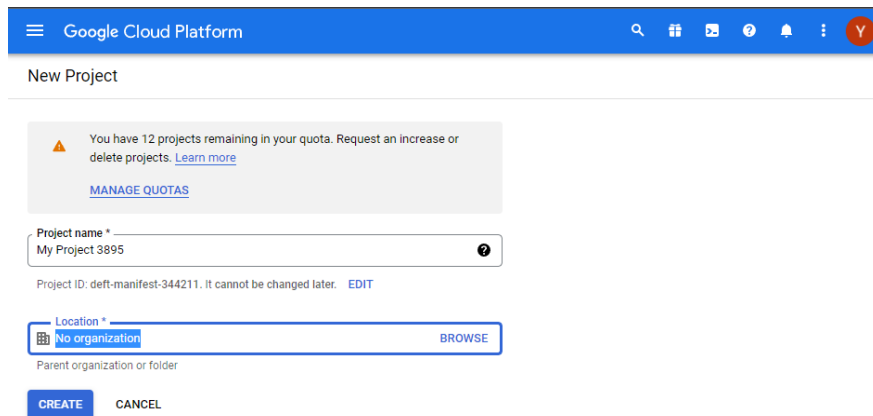 Google Cloud Platform
Y
New Project
You have 12 projects remaining in your quota. Request an increase or
delete projects. Learn more
MANAGE QUOTAS
Project name *
My Project 3895
Project ID: deft-manifest-344211. It cannot be changed later. EDIT
Location *
No organization BROWSE
Parent organization or folder
CREATE CANCEL